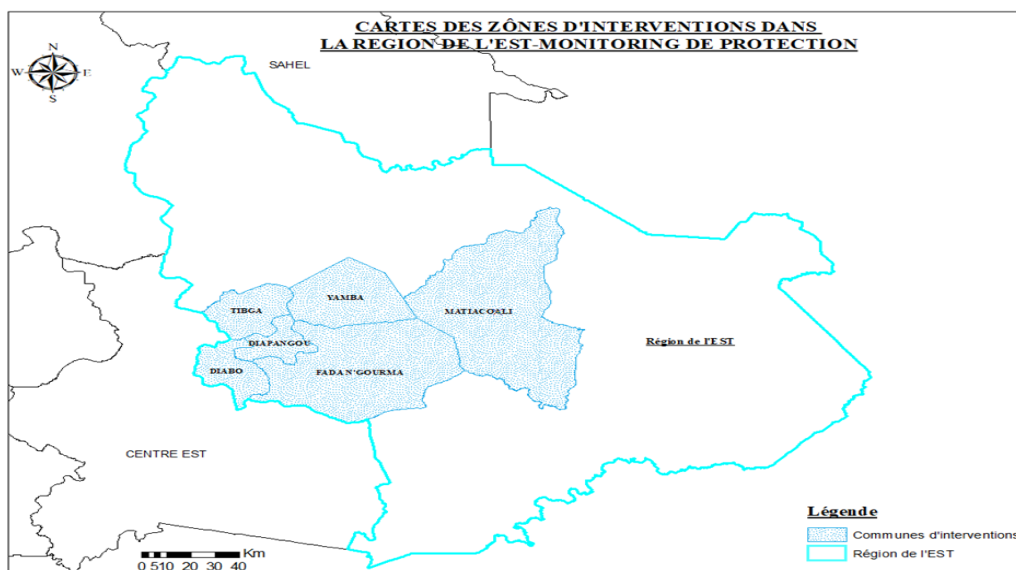 CARTES DES ZÔNES D'INTERVENTIONS DANS
LA REGION DE L'EST-MONITORING DE PROTECTION
N
W E
S
SAHEL
YAMBA
TIBGA
MATIACOALI
DIAPANGOU
Région de l'EST
DIABO
FADA N'GOURMA
CENTRE EST
Légende
Communes d'interventions
Région de l'EST
Km
0 510 20 30 40